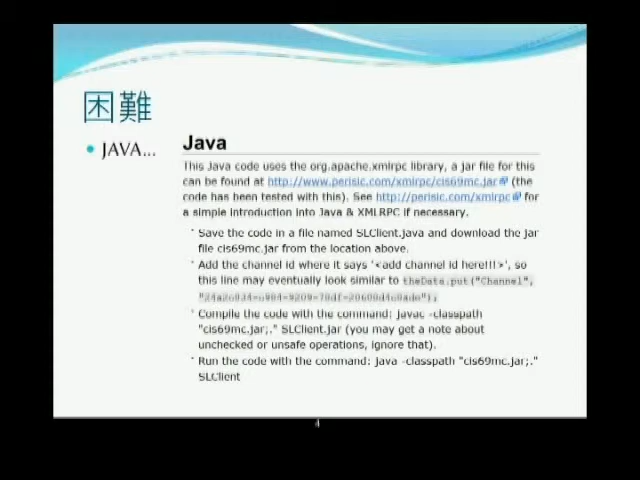 困難
JAVA...
Java
This Java code uses the org.apache.xmlrpc library, a jar file for this
can be found at http://www.perisic.com/xmlrpc/cis69mc.jar (the
code has been tested with this). See http://perisic.com/xmlrpc for
a simple introduction into Java & XMLRPC if necessary.
Save the code in a file named SLClient.java and download the jar
file cis69mc.jar from the location above.
Add the channel id where it says '<add channel id here!!!>', so
this line may eventually look similar to theData.put("Channel",
Compile the code with the command: javac -classpath
"cis69mc.jar;." SLClient.jar (you may get a note about
unchecked or unsafe operations, ignore that).
Run the code with the command: java -classpath "cis69mc.jar;."
SLClient
4